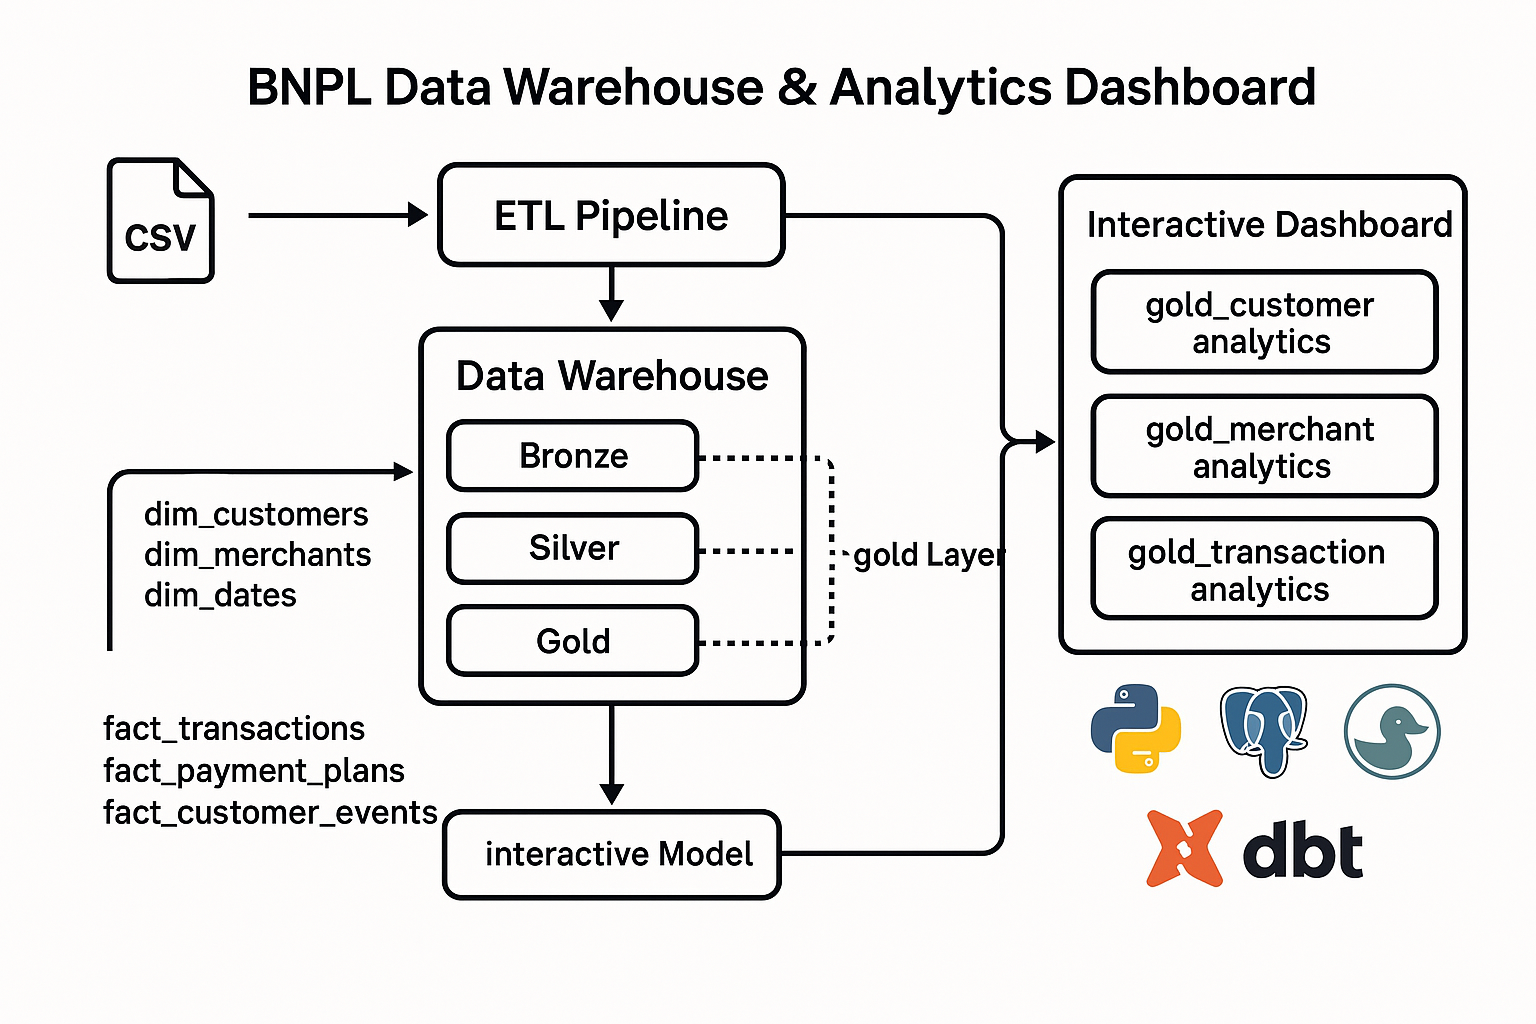 BNPL Data Warehouse & Analytics Dashboard
CSV
ETL Pipeline
Data Warehouse
Bronze
Silver
Gold
gold Layer
dim_customers
dim_merchants
dim_dates
fact_transactions
fact_payment_plans
fact_customer_events
interactive Model
Interactive Dashboard
gold_customer
analytics
gold_merchant
analytics
gold_transaction
analytics
dbt